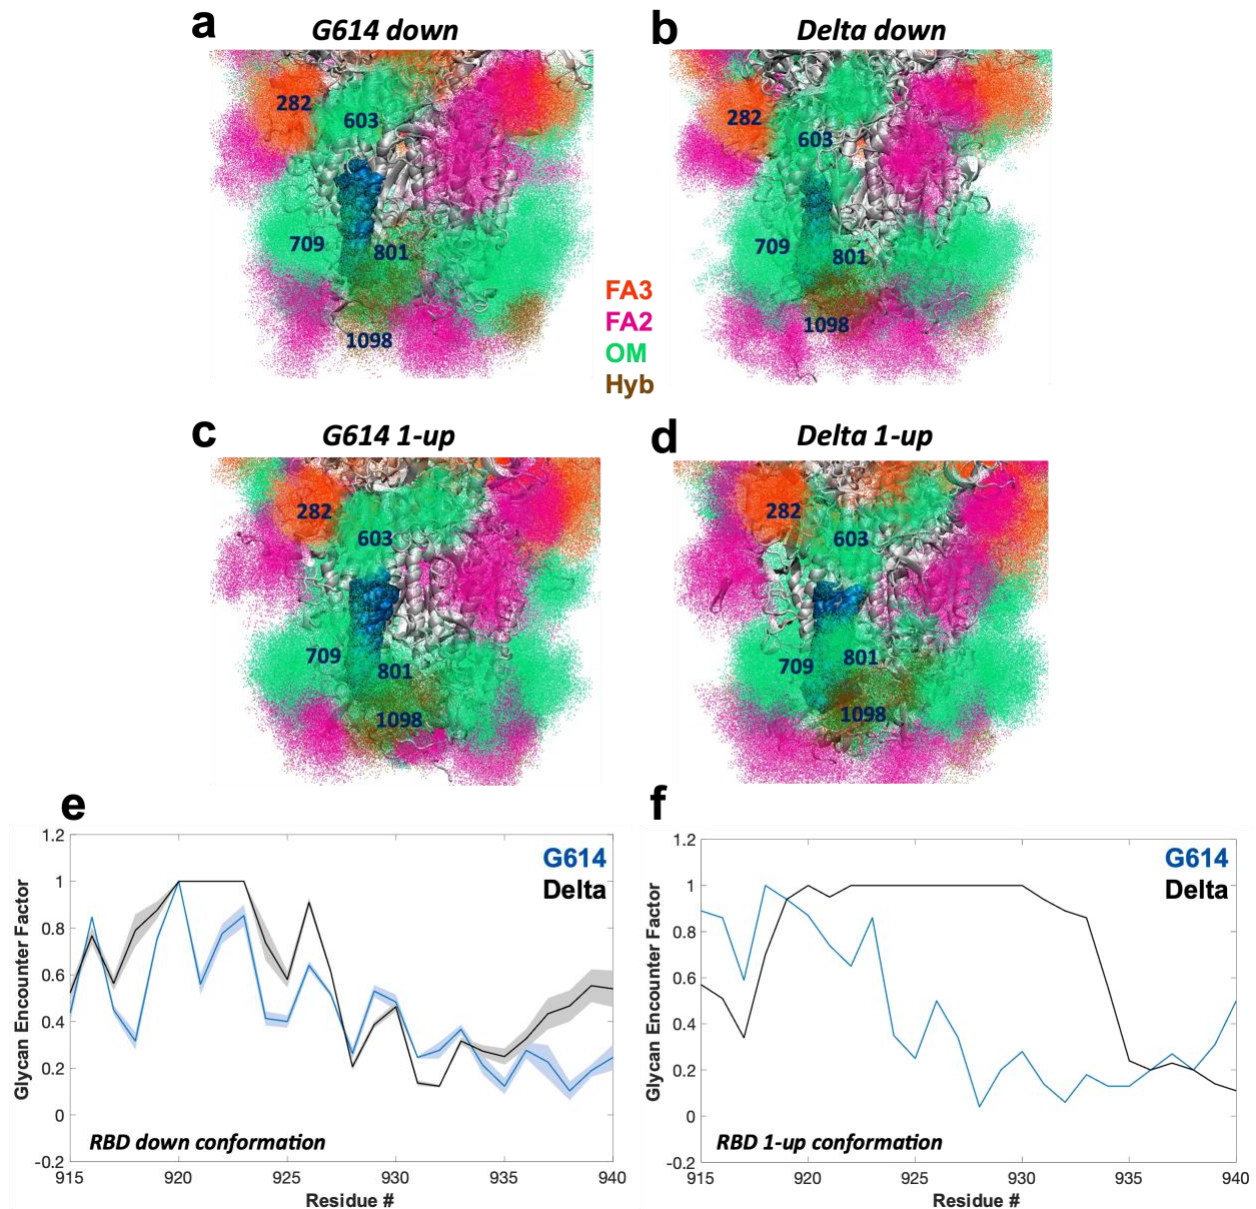 a
G614 down
b
Delta down
282
603
709
801
1098
282
603
709
801
1098
FA3
FA2
OM
Hyb
c
G614 1-up
d
Delta 1-up
282
603
709
801
1098
282
603
709
801
1098
e
1.2
1
0.8
0.6
0.4
0.2
0
-0.2
Glycan Encounter Factor
G614
Delta
RBD down conformation
915
920
925
930
935
940
Residue #
f
1.2
1
0.8
0.6
0.4
0.2
0
-0.2
Glycan Encounter Factor
G614
Delta
RBD 1-up conformation
915
920
925
930
935
940
Residue #